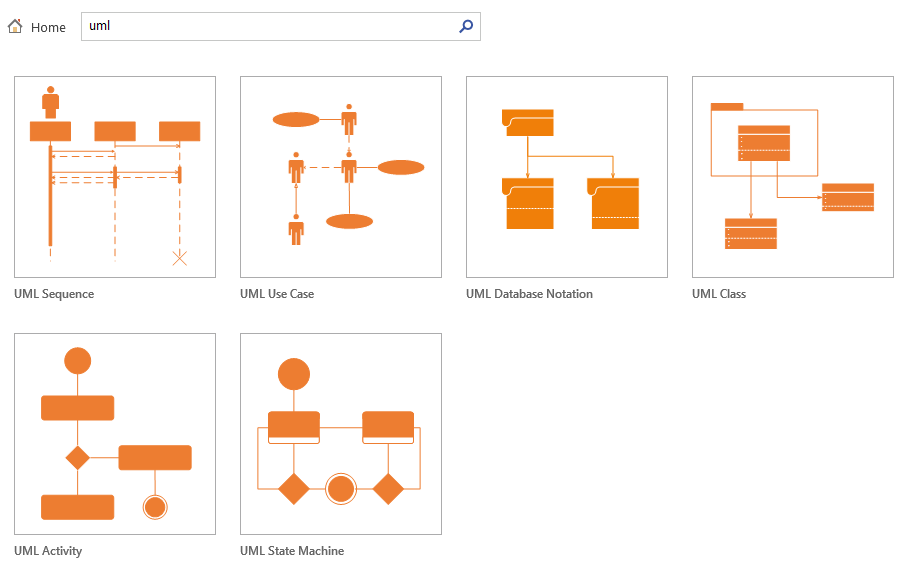 Home
uml
UML Sequence
UML Use Case
UML Database Notation
UML Class
UML Activity
UML State Machine